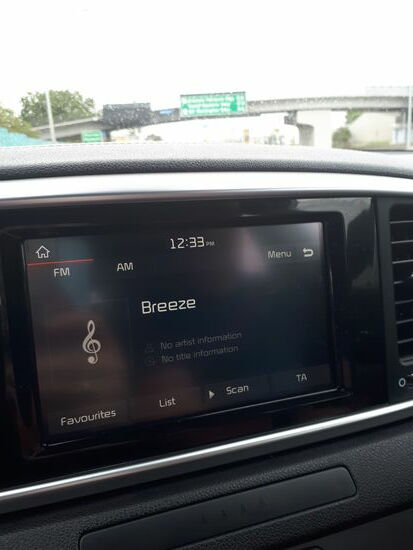 12:33 PM
FM
AM
Menu
Breeze
No artist information
No title information
Favourites
List
Scan
TA